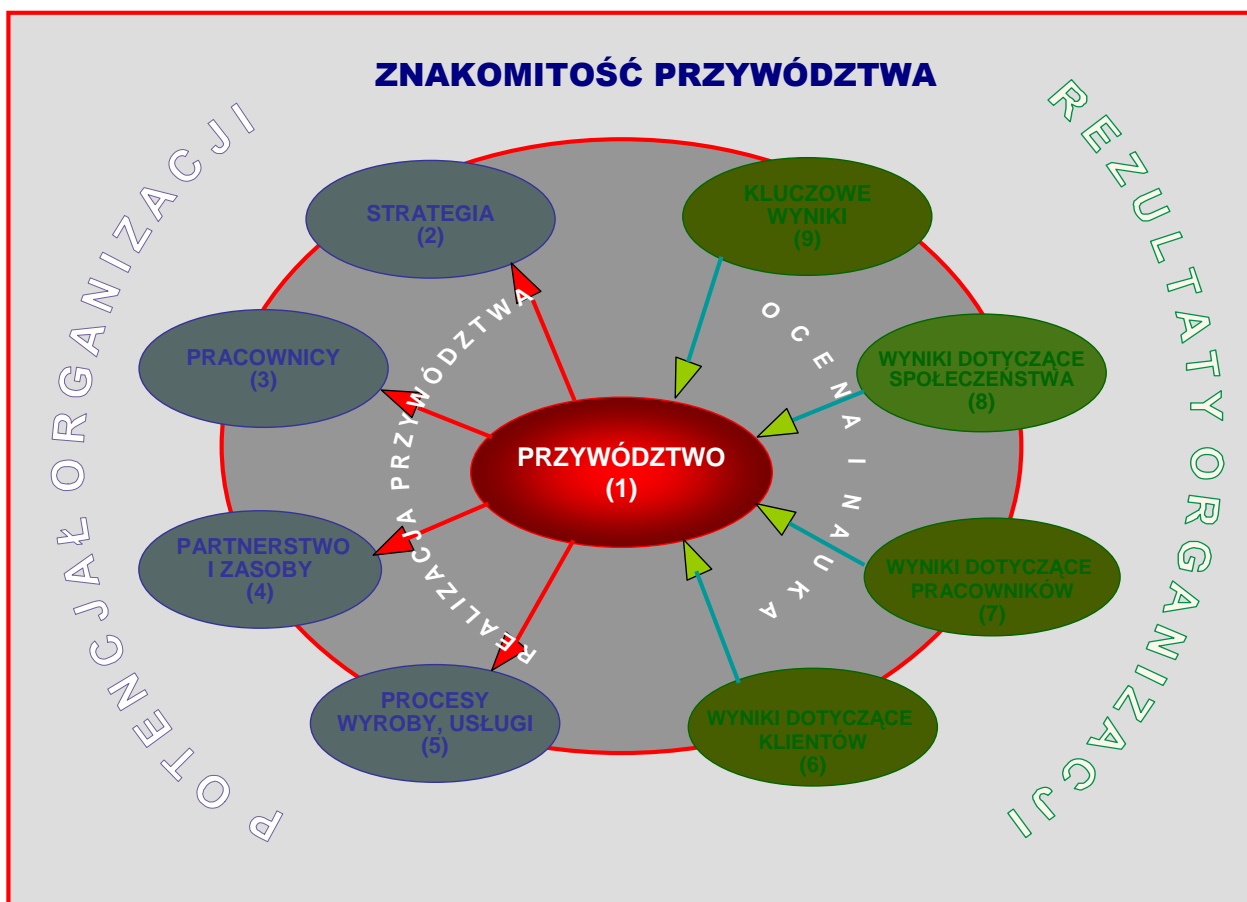 ZNAKOMITOŚĆ PRZYWÓDZTWA
POTENCJAŁ ORGANIZACJI
REZULTATY ORGANIZACJI
STRATEGIA
(2)
KLUCZOWE
WYNIKI
(9)
PRACOWNICY
(3)
WYNIKI DOTYCZĄCE
SPOŁECZEŃSTWA
(8)
REALIZACJA PRZYWÓDZTWA
PRZYWÓDZTWO
(1)
OCENA I NAUKA
PARTNERSTWO
I ZASOBY
(4)
WYNIKI DOTYCZĄCE
PRACOWNIKÓW
(7)
PROCESY
WYROBY, USŁUGI
(5)
WYNIKI DOTYCZĄCE
KLIENTÓW
(6)